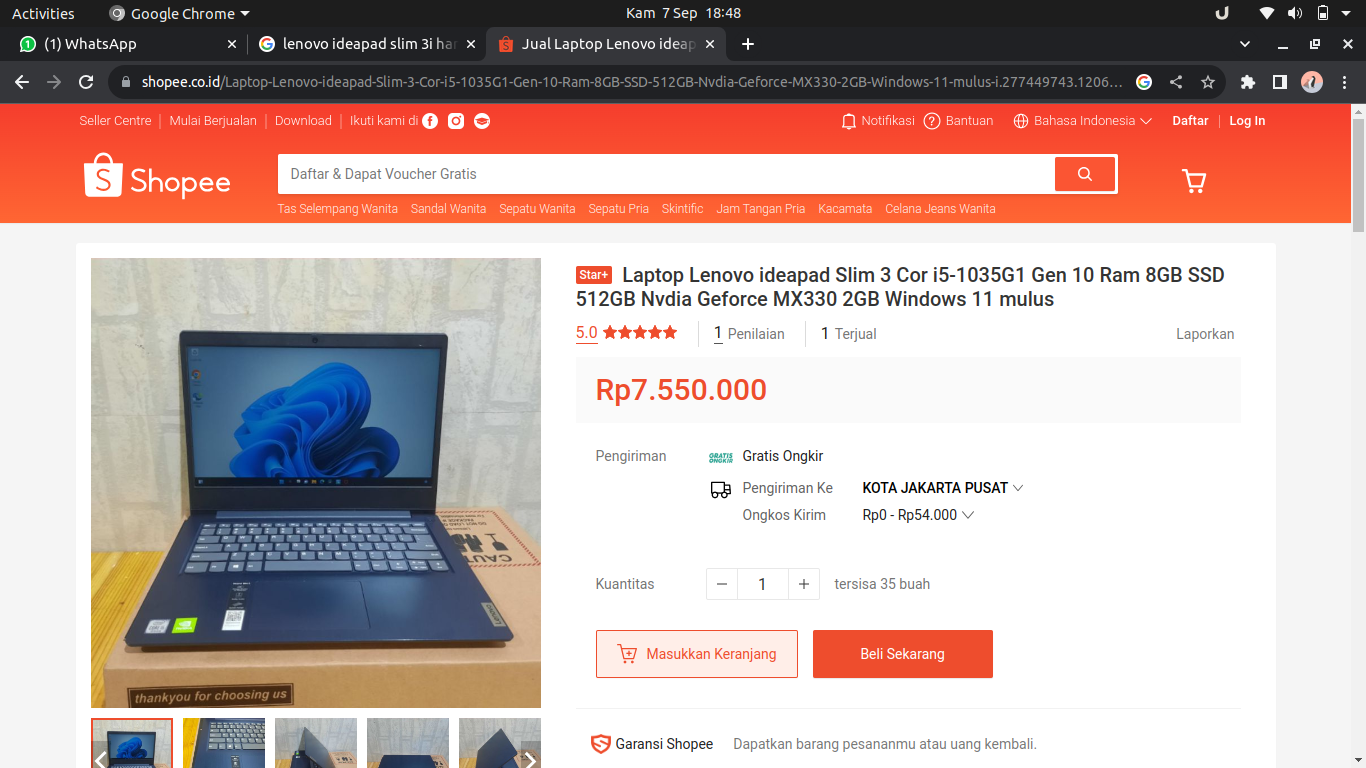 Activities
Google Chrome
Kam 7 Sep 18:48
(1) WhatsApp
lenovo ideapad slim 3i har
Jual Laptop Lenovo ideap
shopee.co.id/Laptop-Lenovo-ideapad-Slim-3-Cor-i5-1035G1-Gen-10-Ram-8GB-SSD-512GB-Nvdia-Geforce-MX330-2GB-Windows-11-mulus-i.277449743.1206…
Seller Centre
Mulai Berjualan
Download
Ikuti kami di
Notifikasi
Bantuan
Bahasa Indonesia
Daftar
Log In
Shopee
Daftar & Dapat Voucher Gratis
Tas Selempang Wanita Sandal Wanita Sepatu Wanita Sepatu Pria Skintific Jam Tangan Pria Kacamata Celana Jeans Wanita
Star+ Laptop Lenovo ideapad Slim 3 Cor i5-1035G1 Gen 10 Ram 8GB SSD
512GB Nvdia Geforce MX330 2GB Windows 11 mulus
5.0
1 Penilaian
1 Terjual
Laporkan
Rp7.550.000
Pengiriman
GRATIS ONGKIR
Gratis Ongkir
Pengiriman Ke
KOTA JAKARTA PUSAT
Ongkos Kirim
Rp0 - Rp54.000
Kuantitas
1
tersisa 35 buah
Masukkan Keranjang
Beli Sekarang
Lenovo
thankyou for choosing us
Garansi Shopee
Dapatkan barang pesananmu atau uang kembali.